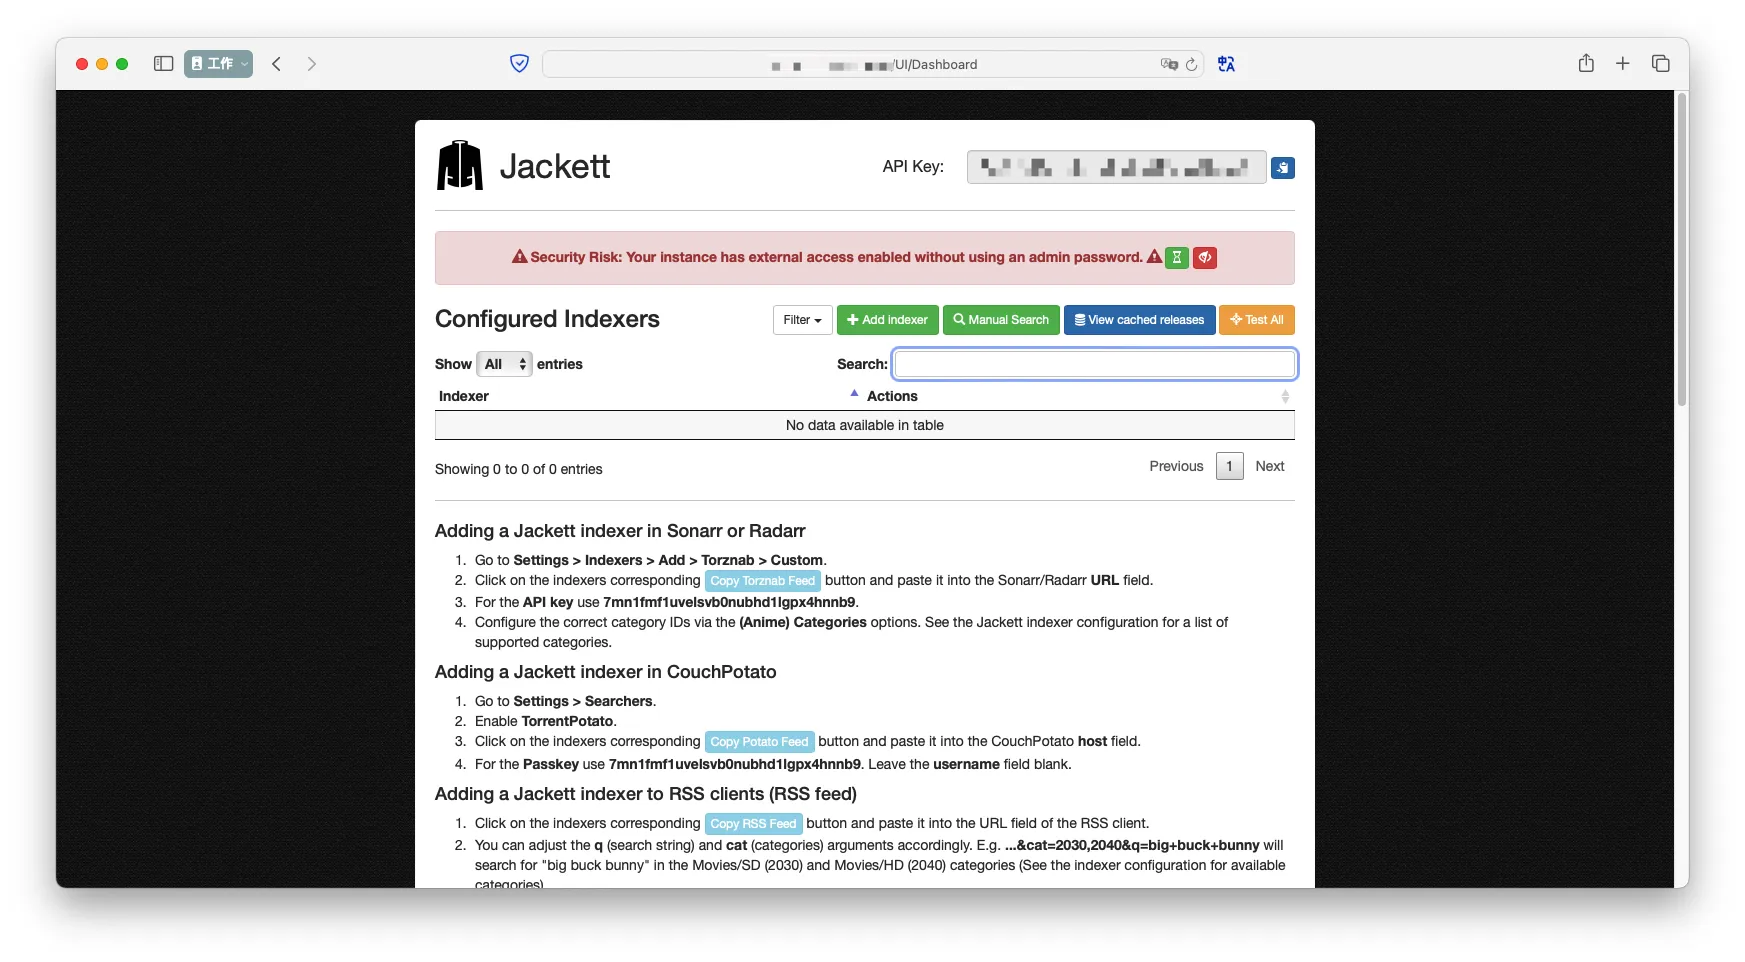 工作
/UI/Dashboard
Jackett
API Key:
Security Risk: Your instance has external access enabled without using an admin password.
Configured Indexers
Filter
Add indexer
Manual Search
View cached releases
Test All
Show All entries
Search:
Indexer
Actions
No data available in table
Showing 0 to 0 of 0 entries
Previous 1 Next
Adding a Jackett indexer in Sonarr or Radarr
1. Go to Settings > Indexers > Add > Torznab > Custom.
2. Click on the indexers corresponding Copy Torznab Feed button and paste it into the Sonarr/Radarr URL field.
3. For the API key use 7mn1fmf1uvelsvb0nubhd1lgpx4hnnb9.
4. Configure the correct category IDs via the (Anime) Categories options. See the Jackett indexer configuration for a list of
supported categories.
Adding a Jackett indexer in CouchPotato
1. Go to Settings > Searchers.
2. Enable TorrentPotato.
3. Click on the indexers corresponding Copy Potato Feed button and paste it into the CouchPotato host field.
4. For the Passkey use 7mn1fmf1uvelsvb0nubhd1lgpx4hnnb9. Leave the username field blank.
Adding a Jackett indexer to RSS clients (RSS feed)
1. Click on the indexers corresponding Copy RSS Feed button and paste it into the URL field of the RSS client.
2. You can adjust the q (search string) and cat (categories) arguments accordingly. E.g. ...&cat=2030,2040&q=big+buck+bunny will
search for "big buck bunny" in the Movies/SD (2030) and Movies/HD (2040) categories (See the indexer configuration for available
categories)